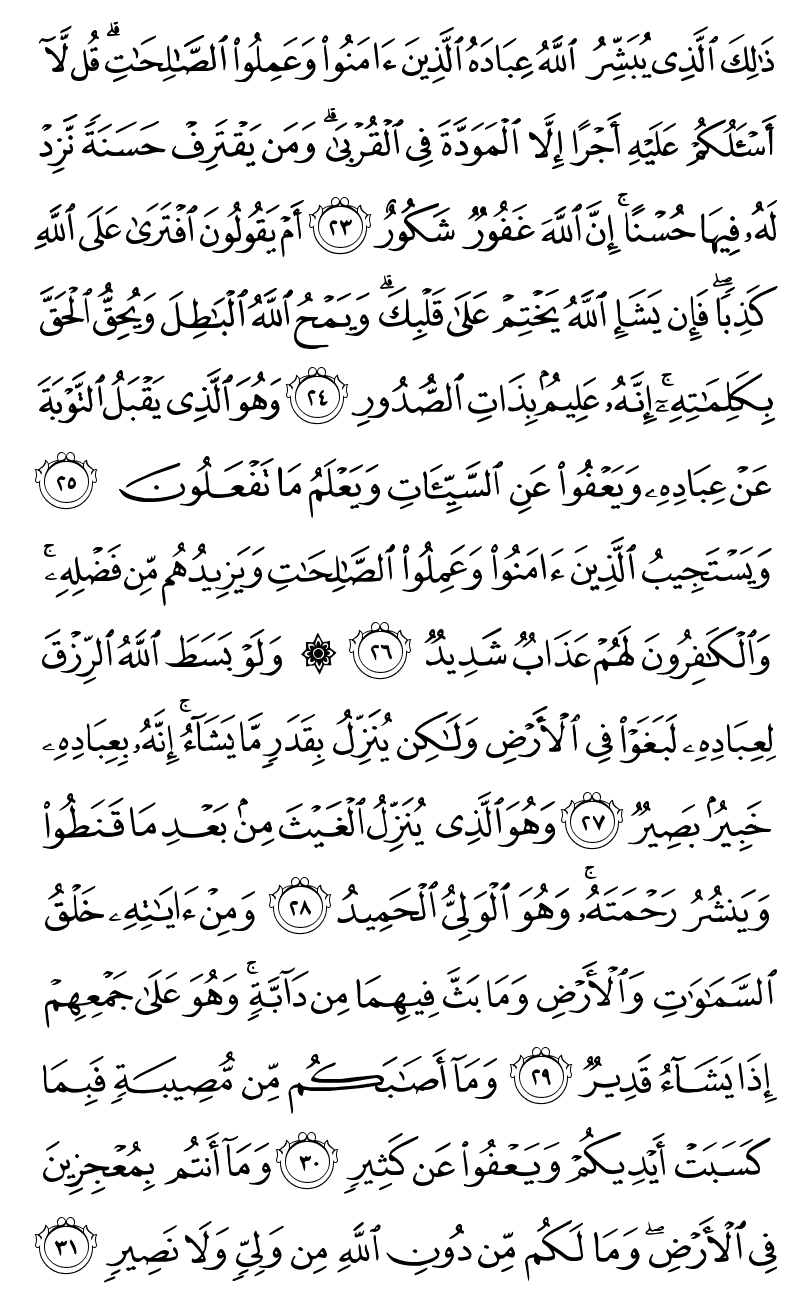 ذَٰلِكَ ٱلَّذِى يُبَشِّرُ ٱللَّهُ عِبَادَهُ ٱلَّذِينَ ءَامَنُوا۟ وَعَمِلُوا۟ ٱلصَّٰلِحَٰتِ ۗ قُل لَّآ
أَسْـَٔلُكُمْ عَلَيْهِ أَجْرًا إِلَّا ٱلْمَوَدَّةَ فِى ٱلْقُرْبَىٰ ۗ وَمَن يَقْتَرِفْ حَسَنَةً نَّزِدْ
لَهُۥ فِيهَا حُسْنًا ۚ إِنَّ ٱللَّهَ غَفُورٌ شَكُورٌ ٢٣ أَمْ يَقُولُونَ ٱفْتَرَىٰ عَلَى ٱللَّهِ
كَذِبًا ۖ فَإِن يَشَإِ ٱللَّهُ يَخْتِمْ عَلَىٰ قَلْبِكَ ۗ وَيَمْحُ ٱللَّهُ ٱلْبَٰطِلَ وَيُحِقُّ ٱلْحَقَّ
بِكَلِمَٰتِهِۦٓ ۚ إِنَّهُۥ عَلِيمٌۢ بِذَاتِ ٱلصُّدُورِ ٢٤ وَهُوَ ٱلَّذِى يَقْبَلُ ٱلتَّوْبَةَ
عَنْ عِبَادِهِۦ وَيَعْفُوا۟ عَنِ ٱلسَّيِّـَٔاتِ وَيَعْلَمُ مَا تَفْعَلُونَ ٢٥
وَيَسْتَجِيبُ ٱلَّذِينَ ءَامَنُوا۟ وَعَمِلُوا۟ ٱلصَّٰلِحَٰتِ وَيَزِيدُهُم مِّن فَضْلِهِۦ ۚ
وَٱلْكَٰفِرُونَ لَهُمْ عَذَابٌ شَدِيدٌ ٢٦ ۞ وَلَوْ بَسَطَ ٱللَّهُ ٱلرِّزْقَ
لِعِبَادِهِۦ لَبَغَوْا۟ فِى ٱلْأَرْضِ وَلَٰكِن يُنَزِّلُ بِقَدَرٍ مَّا يَشَآءُ ۚ إِنَّهُۥ بِعِبَادِهِۦ
خَبِيرٌۢ بَصِيرٌ ٢٧ وَهُوَ ٱلَّذِى يُنَزِّلُ ٱلْغَيْثَ مِنۢ بَعْدِ مَا قَنَطُوا۟
وَيَنشُرُ رَحْمَتَهُۥ ۚ وَهُوَ ٱلْوَلِىُّ ٱلْحَمِيدُ ٢٨ وَمِنْ ءَايَٰتِهِۦ خَلْقُ
ٱلسَّمَٰوَٰتِ وَٱلْأَرْضِ وَمَا بَثَّ فِيهِمَا مِن دَآبَّةٍ ۚ وَهُوَ عَلَىٰ جَمْعِهِمْ
إِذَا يَشَآءُ قَدِيرٌ ٢٩ وَمَآ أَصَٰبَكُم مِّن مُّصِيبَةٍ فَبِمَا
كَسَبَتْ أَيْدِيكُمْ وَيَعْفُوا۟ عَن كَثِيرٍ ٣٠ وَمَآ أَنتُم بِمُعْجِزِينَ
فِى ٱلْأَرْضِ ۖ وَمَا لَكُم مِّن دُونِ ٱللَّهِ مِن وَلِىٍّ وَلَا نَصِيرٍ ٣١